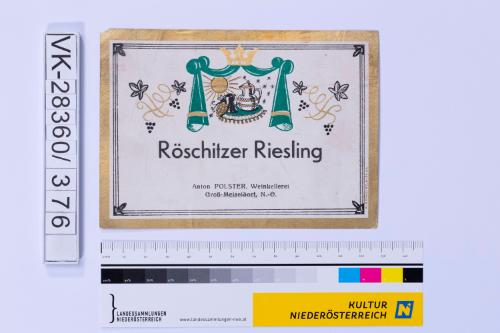 VK-28360/376
Röschitzer Riesling
Anton POLSTER, Weinkellerei
Groß-Meiseldorf, N.-Ö.
LANDESSAMMLUNGEN
NIEDERÖSTERREICH
www.landessammlungen-noe.at
KULTUR
NIEDERÖSTERREICH
N